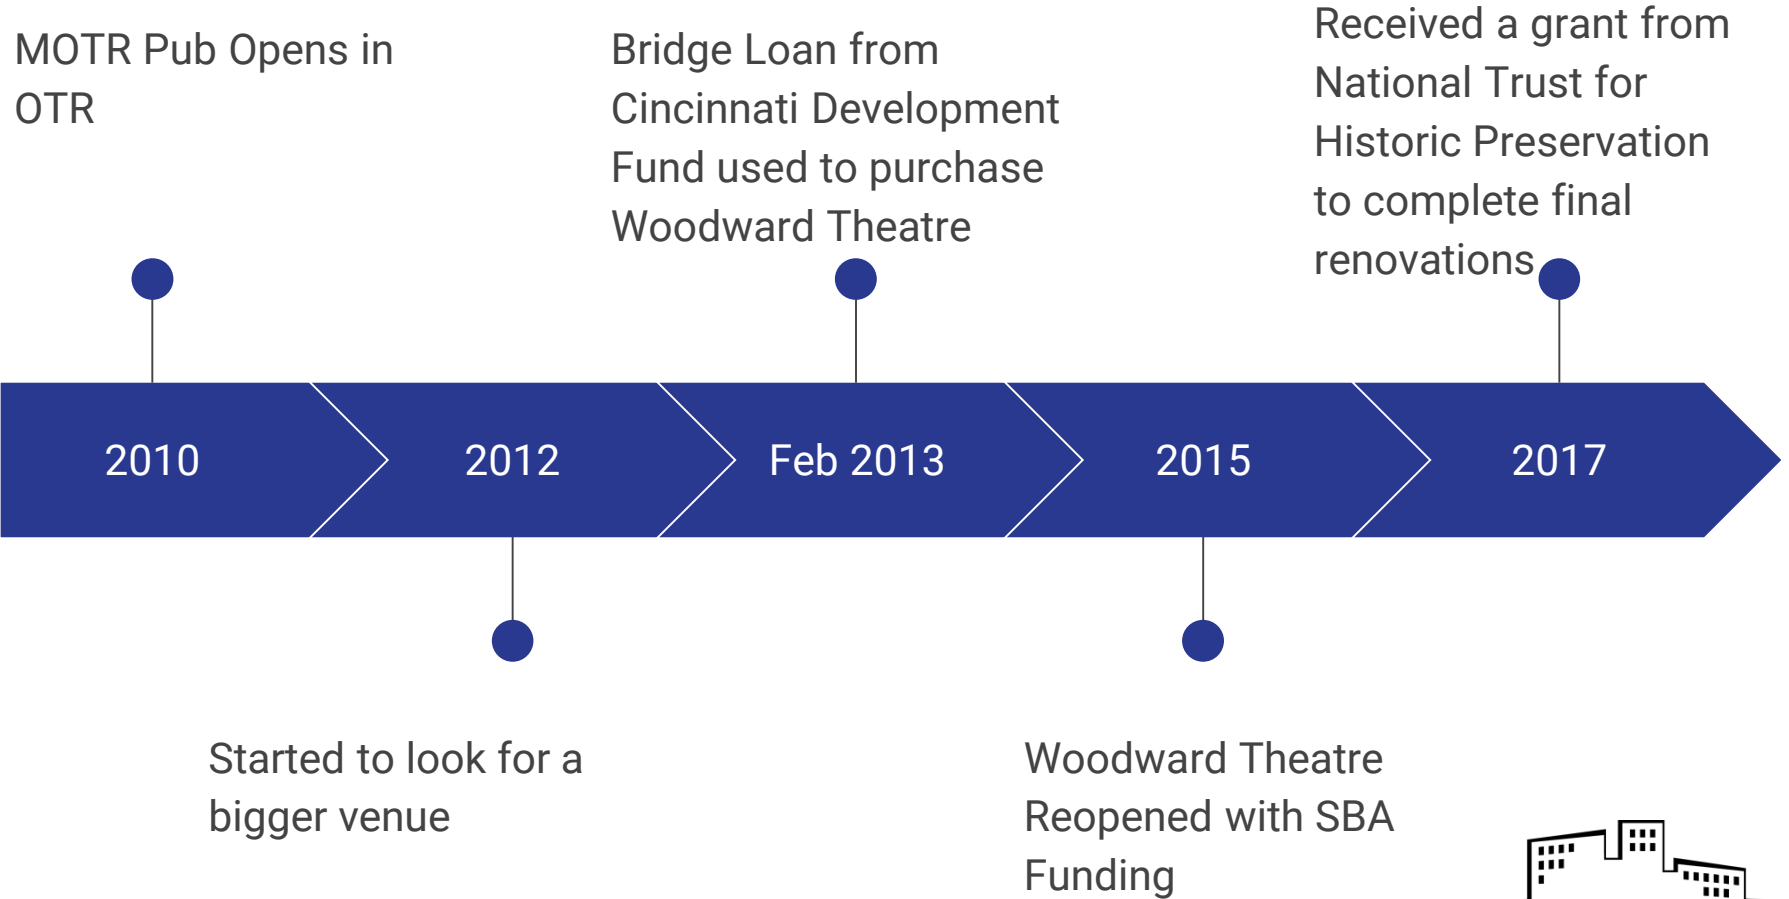 MOTR Pub Opens in
OTR
Bridge Loan from
Cincinnati Development
Fund used to purchase
Woodward Theatre
Received a grant from
National Trust for
Historic Preservation
to complete final
renovations
2010
2012
Feb 2013
2015
2017
Started to look for a
bigger venue
Woodward Theatre
Reopened with SBA
Funding